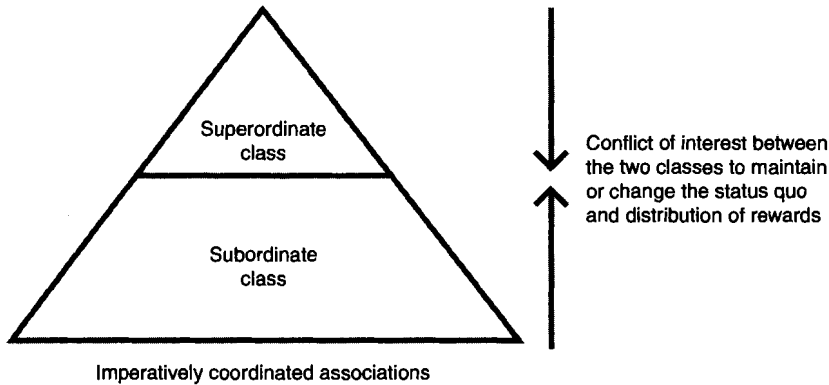 Superordinate
class
Conflict of interest between
the two classes to maintain
or change the status quo
and distribution of rewards
Subordinate
class
Imperatively coordinated associations